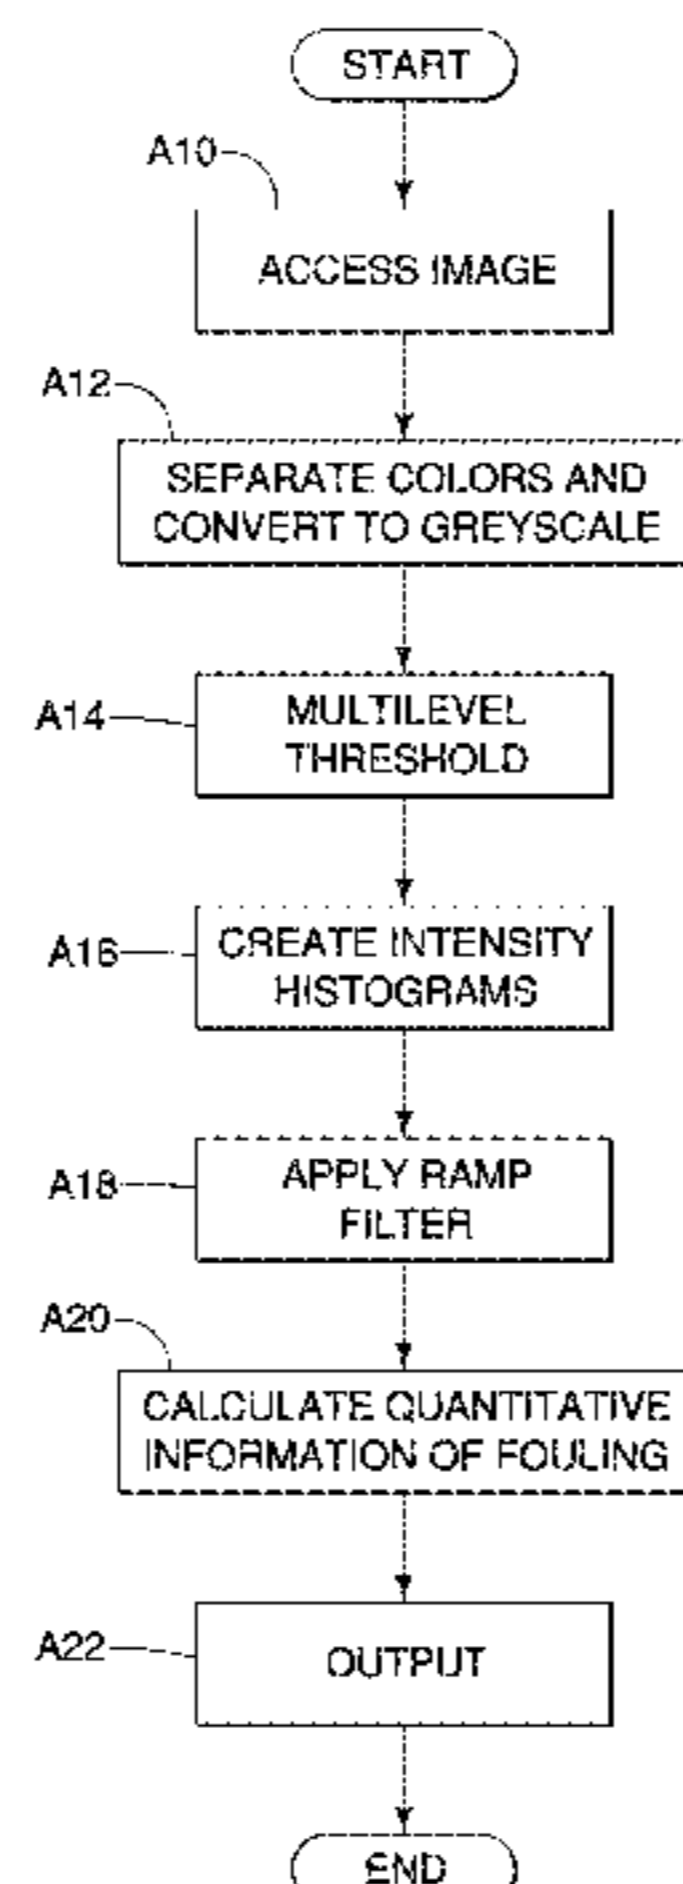 START
A10
ACCESS IMAGE
A12
SEPARATE COLORS AND
CONVERT TO GREYSCALE
A14
MULTILEVEL
THRESHOLD
A16
CREATE INTENSITY
HISTOGRAMS
A18
APPLY RAMP
FILTER
A20
CALCULATE QUANTITATIVE
INFORMATION OF FOULING
A22
OUTPUT
END